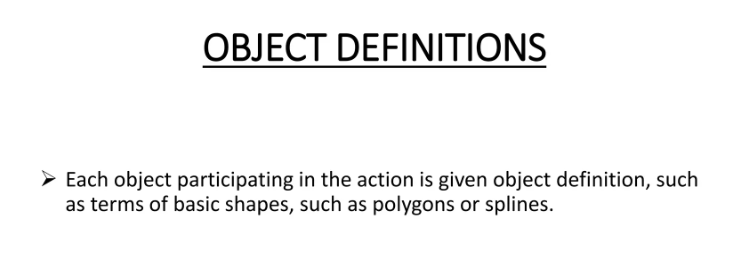 OBJECT DEFINITIONS
➢ Each object participating in the action is given object definition, such
as terms of basic shapes, such as polygons or splines.